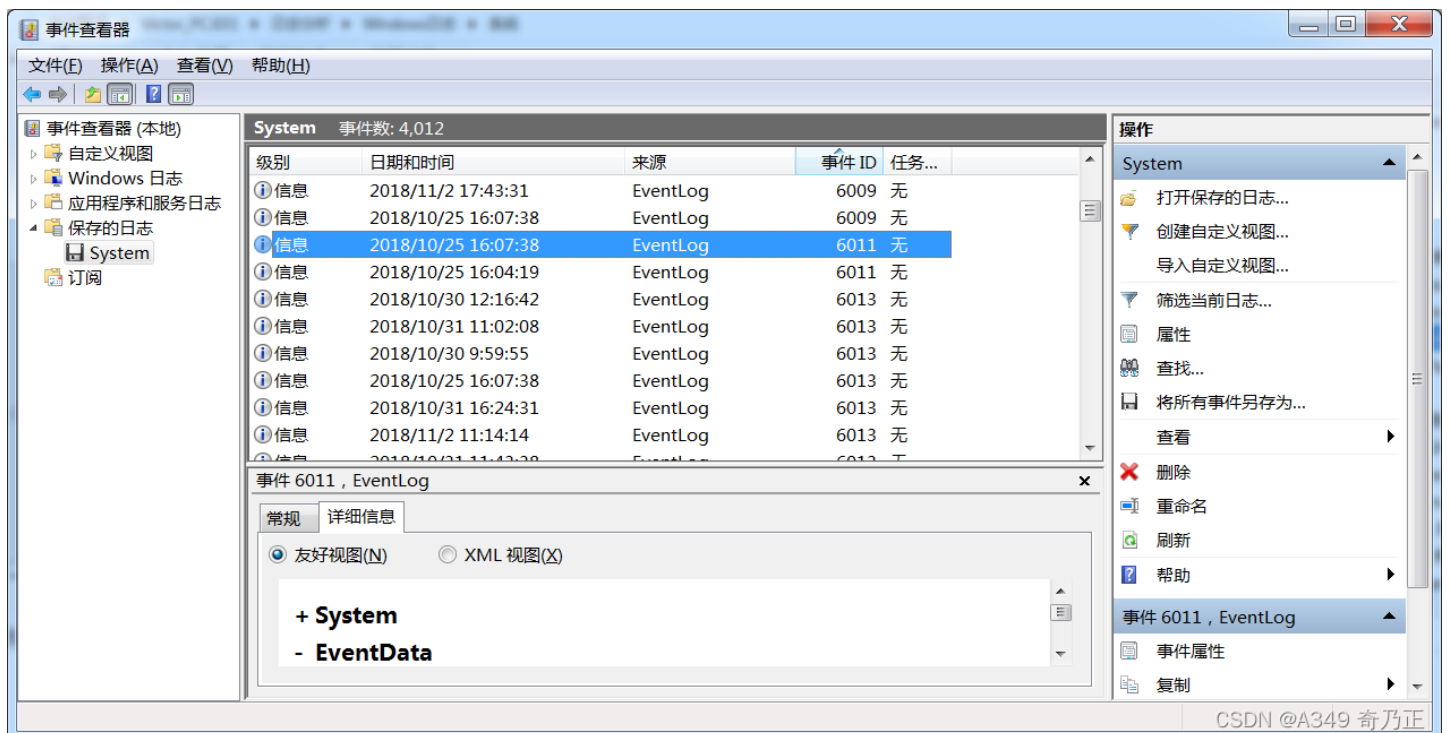 事件查看器
文件(F) 操作(A) 查看(V) 帮助(H)
事件查看器 (本地)
自定义视图
Windows 日志
应用程序和服务日志
保存的日志
System
订阅
System 事件数: 4,012
级别 日期和时间 来源 事件 ID 任务...
信息 2018/11/2 17:43:31 EventLog 6009 无
信息 2018/10/25 16:07:38 EventLog 6009 无
信息 2018/10/25 16:07:38 EventLog 6011 无
信息 2018/10/25 16:04:19 EventLog 6011 无
信息 2018/10/30 12:16:42 EventLog 6013 无
信息 2018/10/31 11:02:08 EventLog 6013 无
信息 2018/10/30 9:59:55 EventLog 6013 无
信息 2018/10/25 16:07:38 EventLog 6013 无
信息 2018/10/31 16:24:31 EventLog 6013 无
信息 2018/11/2 11:14:14 EventLog 6013 无
事件 6011，EventLog
常规 详细信息
友好视图(N) XML 视图(X)
+ System
- EventData
操作
System
打开保存的日志...
创建自定义视图...
导入自定义视图...
筛选当前日志...
属性
查找...
将所有事件另存为...
查看
删除
重命名
刷新
帮助
事件 6011，EventLog
事件属性
复制
CSDN @A349 奇乃正